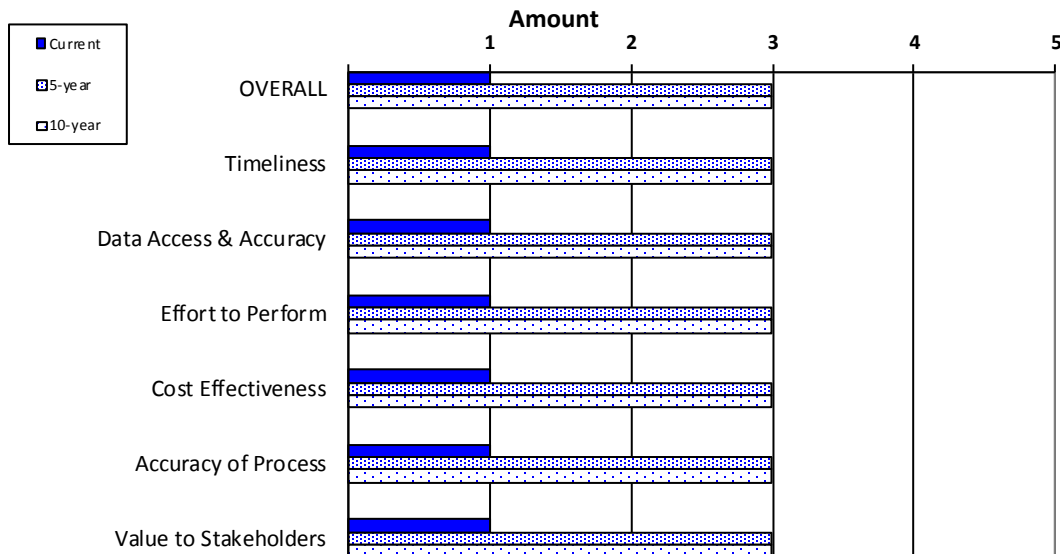 Amount
1 2 3 4 5
Current
5-year
10-year
OVERALL
Timeliness
Data Access & Accuracy
Effort to Perform
Cost Effectiveness
Accuracy of Process
Value to Stakeholders